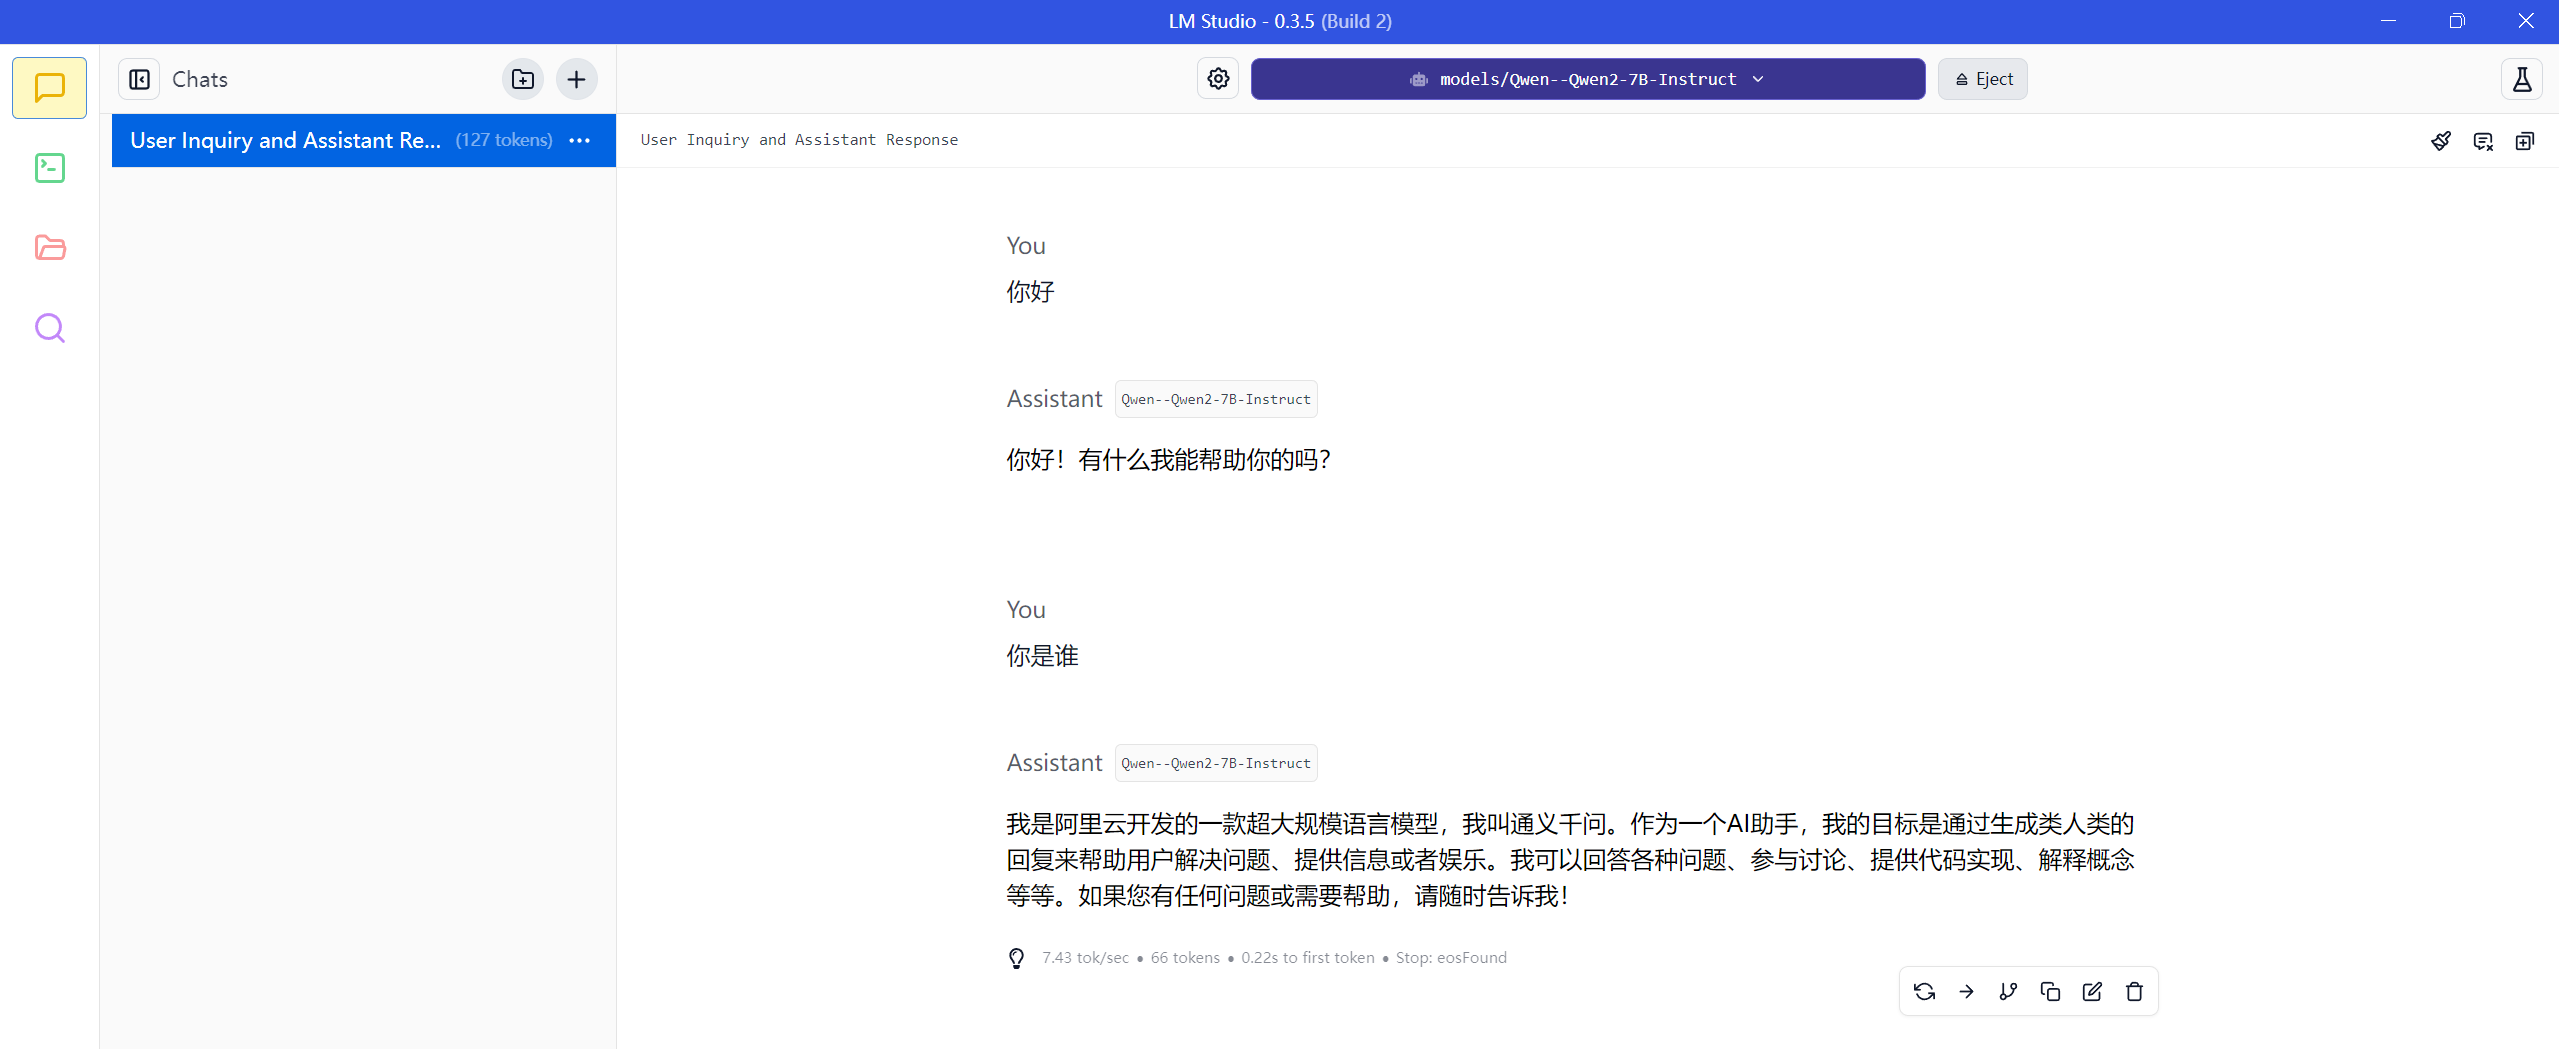 LM Studio - 0.3.5 (Build 2)
Chats
models/Qwen--Qwen2-7B-Instruct
Eject
User Inquiry and Assistant Re... (127 tokens)
User Inquiry and Assistant Response
You
你好
Assistant Qwen--Qwen2-7B-Instruct
你好！有什么我能帮助你的吗？
You
你是谁
Assistant Qwen--Qwen2-7B-Instruct
我是阿里云开发的一款超大规模语言模型，我叫通义千问。作为一个AI助手，我的目标是通过生成类人类的
回复来帮助用户解决问题、提供信息或者娱乐。我可以回答各种问题、参与讨论、提供代码实现、解释概念
等等。如果您有任何问题或需要帮助，请随时告诉我！
7.43 tok/sec • 66 tokens • 0.22s to first token • Stop: eosFound